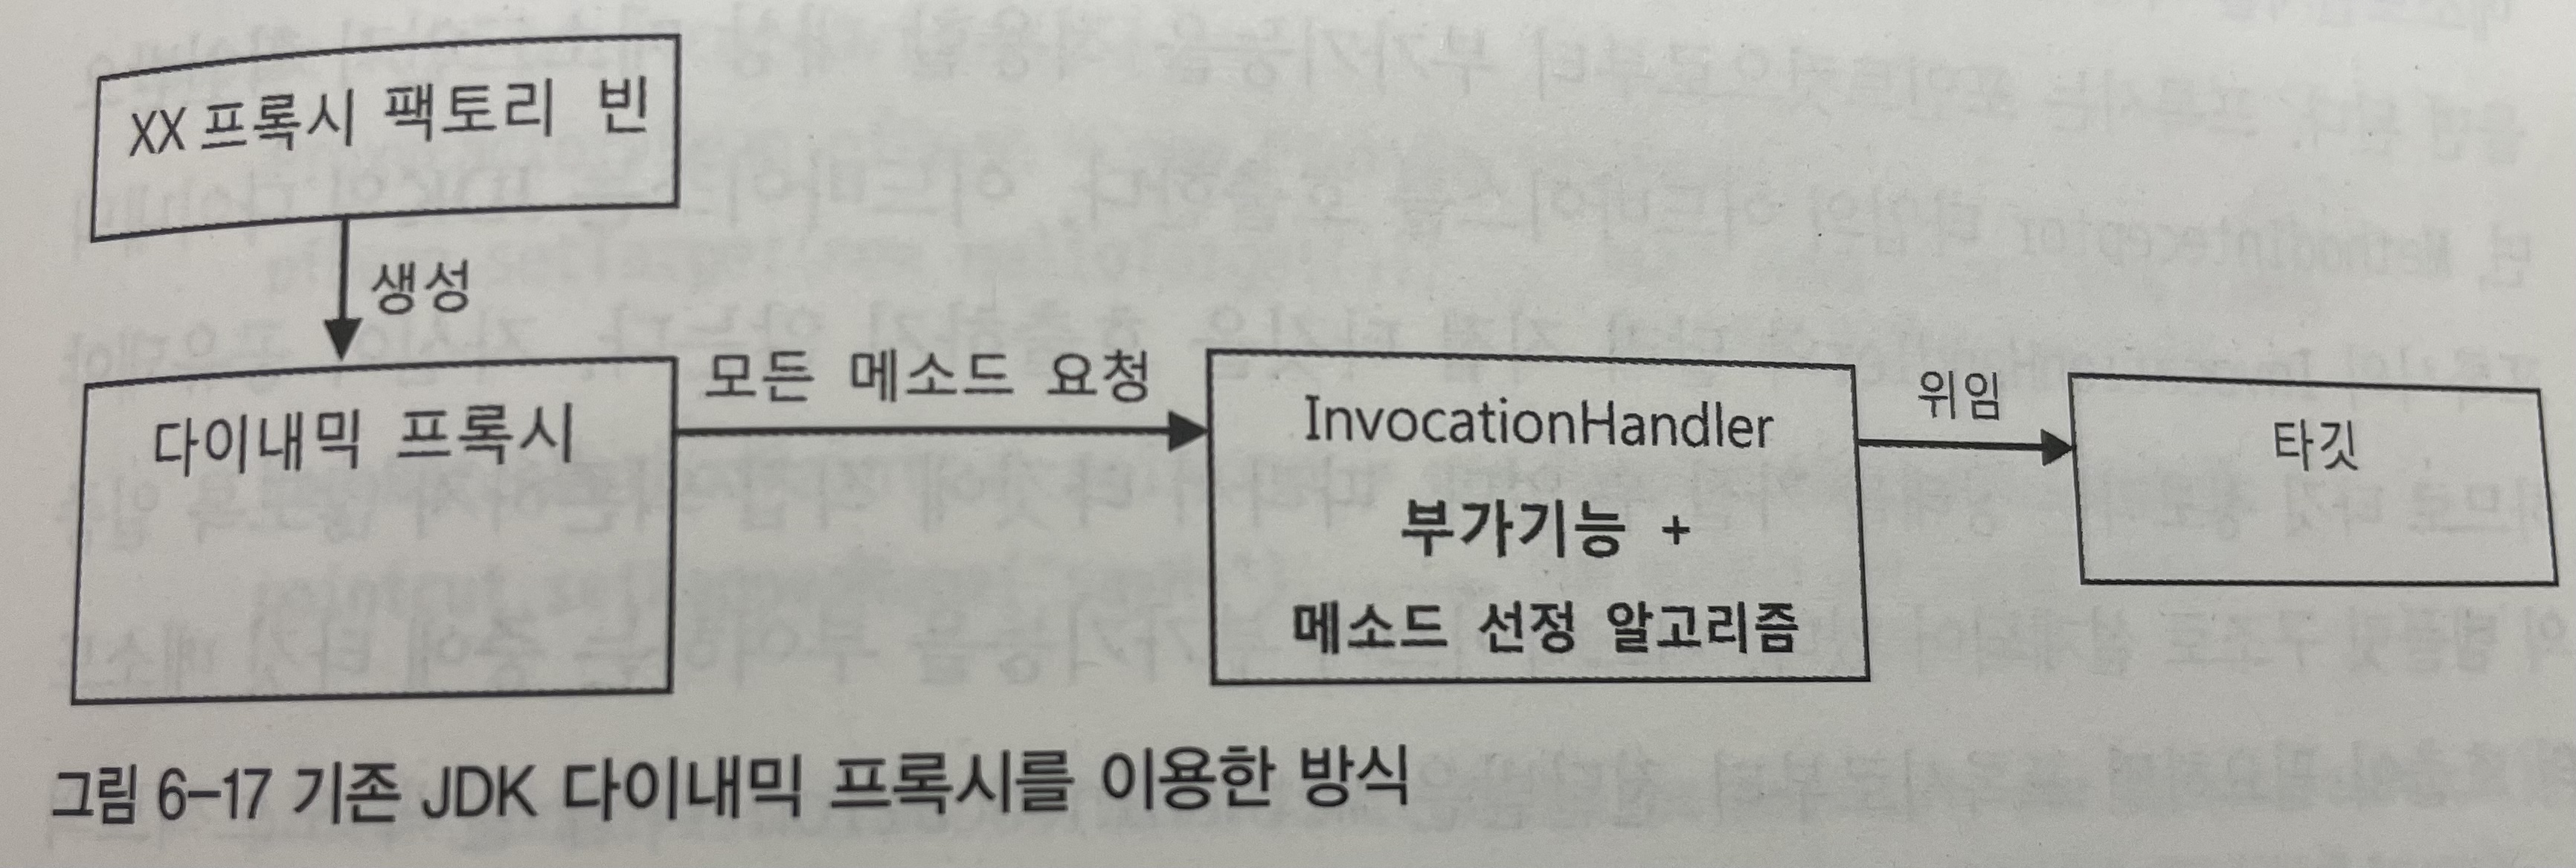 XX 프록시 팩토리 빈
생성
다이내믹 프록시
모든 메소드 요청
InvocationHandler
부가기능 +
메소드 선정 알고리즘
위임
타깃
그림 6-17 기존 JDK 다이내믹 프록시를 이용한 방식